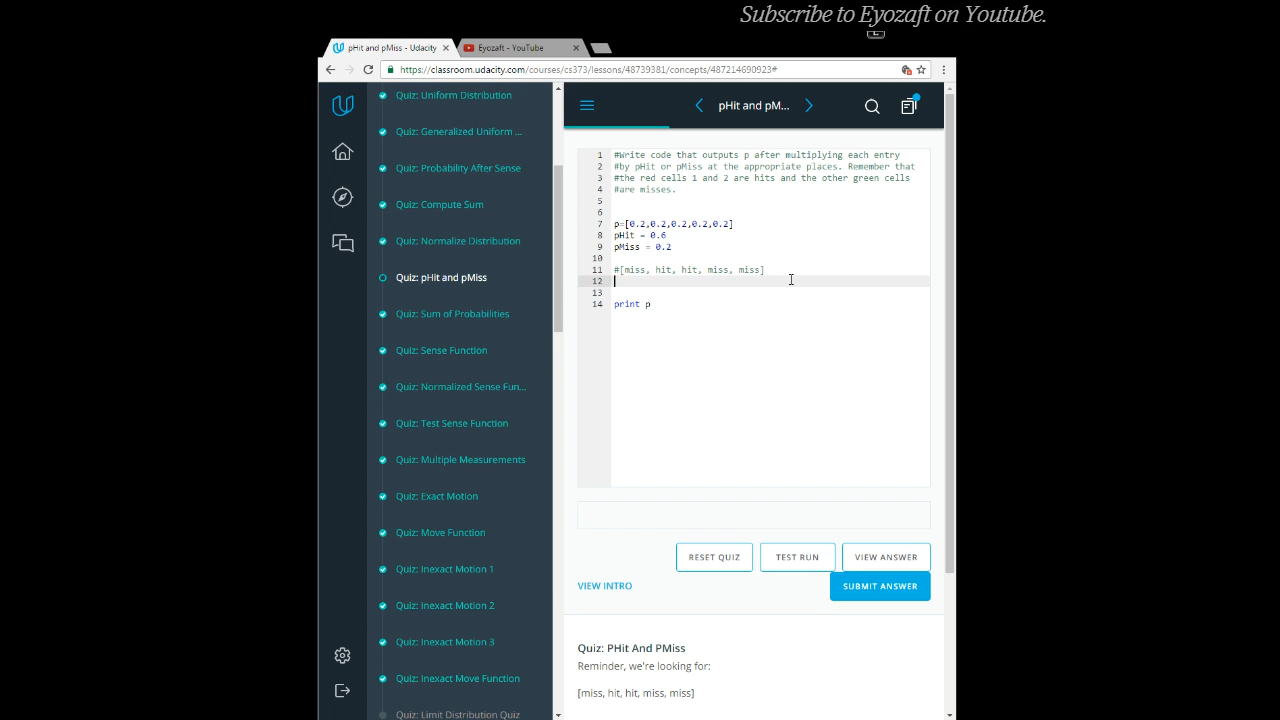 Subscribe to Eyozaft on Youtube.
pHit and pMiss - Udacity
Eyozaft - YouTube
https://classroom.udacity.com/courses/cs373/lessons/48739381/concepts/487214690923#
Quiz: Uniform Distribution
Quiz: Generalized Uniform ...
Quiz: Probability After Sense
Quiz: Compute Sum
Quiz: Normalize Distribution
Quiz: pHit and pMiss
Quiz: Sum of Probabilities
Quiz: Sense Function
Quiz: Normalized Sense Fun...
Quiz: Test Sense Function
Quiz: Multiple Measurements
Quiz: Exact Motion
Quiz: Move Function
Quiz: Inexact Motion 1
Quiz: Inexact Motion 2
Quiz: Inexact Motion 3
Quiz: Inexact Move Function
Quiz: Limit Distribution Quiz
pHit and pM...
1 #Write code that outputs p after multiplying each entry
2 #by pHit or pMiss at the appropriate places. Remember that
3 #the red cells 1 and 2 are hits and the other green cells
4 #are misses.
5
6
7 p=[0.2,0.2,0.2,0.2,0.2]
8 pHit = 0.6
9 pMiss = 0.2
10
11 #[miss, hit, hit, miss, miss]
12
13
14 print p
RESET QUIZ
TEST RUN
VIEW ANSWER
VIEW INTRO
SUBMIT ANSWER
Quiz: PHit And PMiss
Reminder, we're looking for:
[miss, hit, hit, miss, miss]